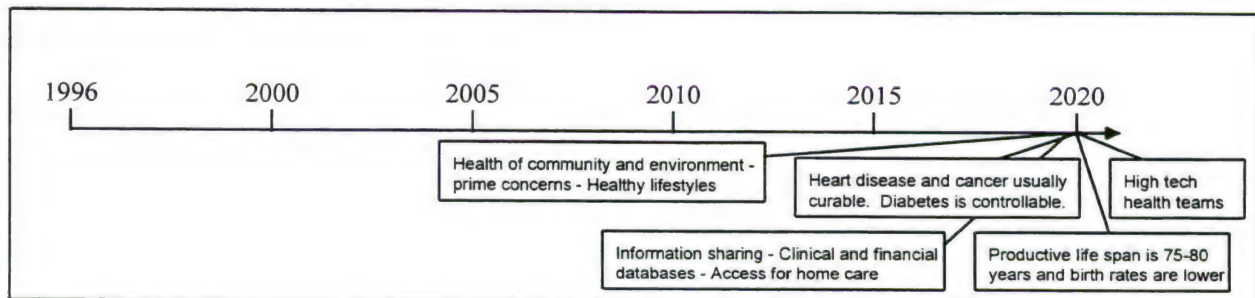 1996 2000 2005 2010 2015 2020
Health of community and environment -
prime concerns - Healthy lifestyles
Heart disease and cancer usually
curable. Diabetes is controllable.
High tech
health teams
Information sharing - Clinical and financial
databases - Access for home care
Productive life span is 75-80
years and birth rates are lower